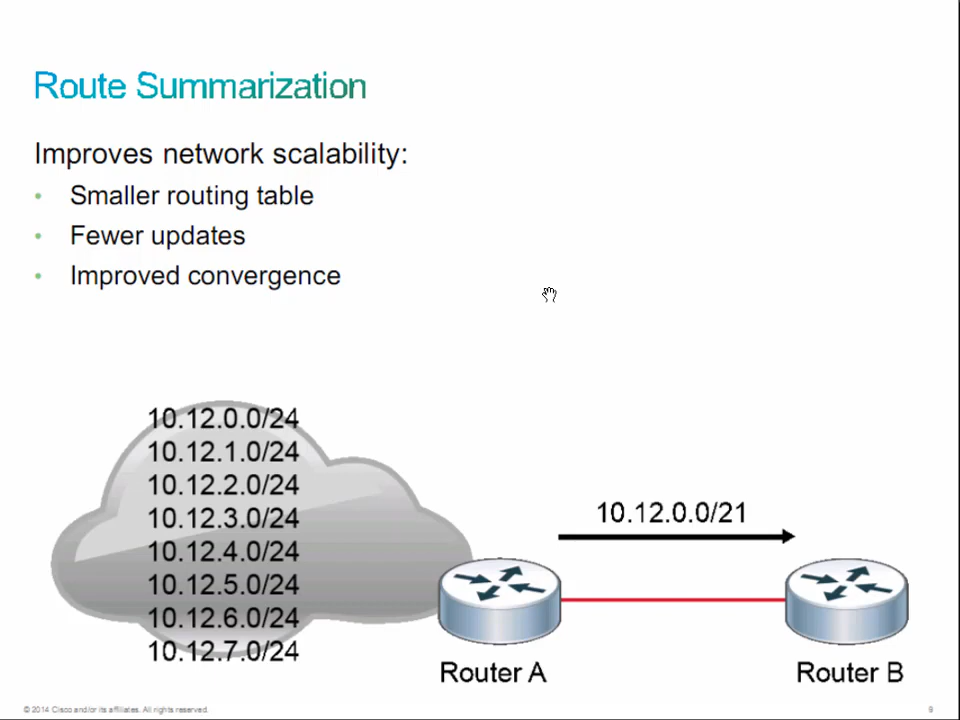 Route Summarization
Improves network scalability:
• Smaller routing table
• Fewer updates
• Improved convergence
10.12.0.0/24
10.12.1.0/24
10.12.2.0/24
10.12.3.0/24
10.12.4.0/24
10.12.5.0/24
10.12.6.0/24
10.12.7.0/24
10.12.0.0/21
Router A
Router B
© 2014 Cisco and/or its affiliates. All rights reserved.
9